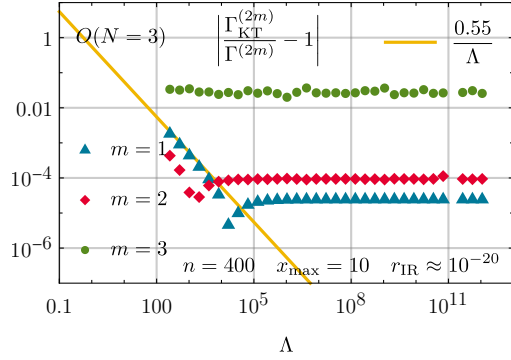 O(N = 3)
|Γ_KT^(2m) / Γ^(2m) − 1|
0.55 / Λ
1
0.01
10^−4
10^−6
m = 1
m = 2
m = 3
n = 400 x_max = 10 r_IR ≈ 10^−20
0.1 100 10^5 10^8 10^11
Λ